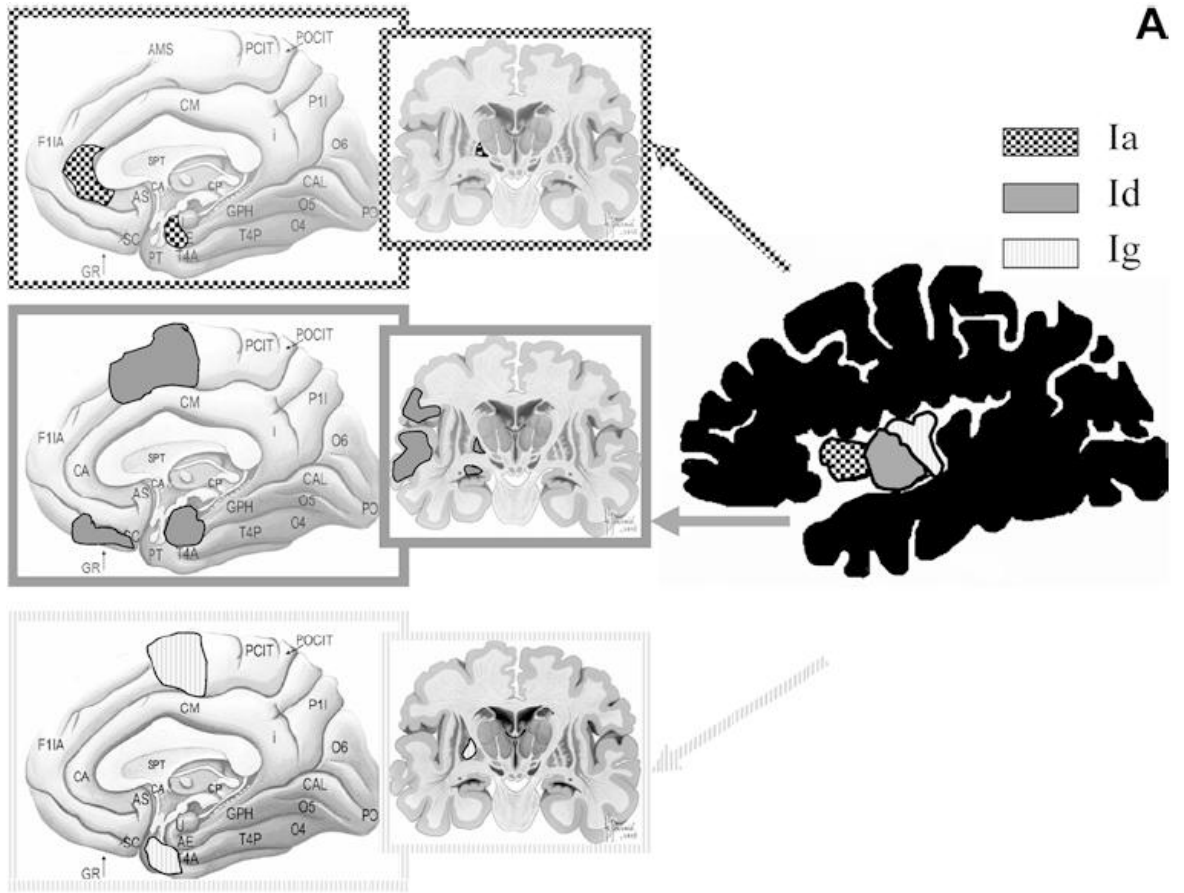 A
Ia
Id
Ig
AMS
PCIT
POCIT
CM
P1I
F1IA
i
O6
SPT
CA
CP
CAL
AS
GPH
O5
PO
SC
E
T4P
O4
PT
T4A
GR
PCIT
POCIT
CM
P1I
F1IA
i
O6
CA
SPT
CA
CP
CAL
AS
GPH
O5
PO
SC
T4P
O4
PT
T4A
GR
PCIT
POCIT
CM
P1I
F1IA
i
O6
CA
SPT
CA
CP
CAL
AS
GPH
O5
PO
U
SC
AE
T4P
O4
T4A
GR